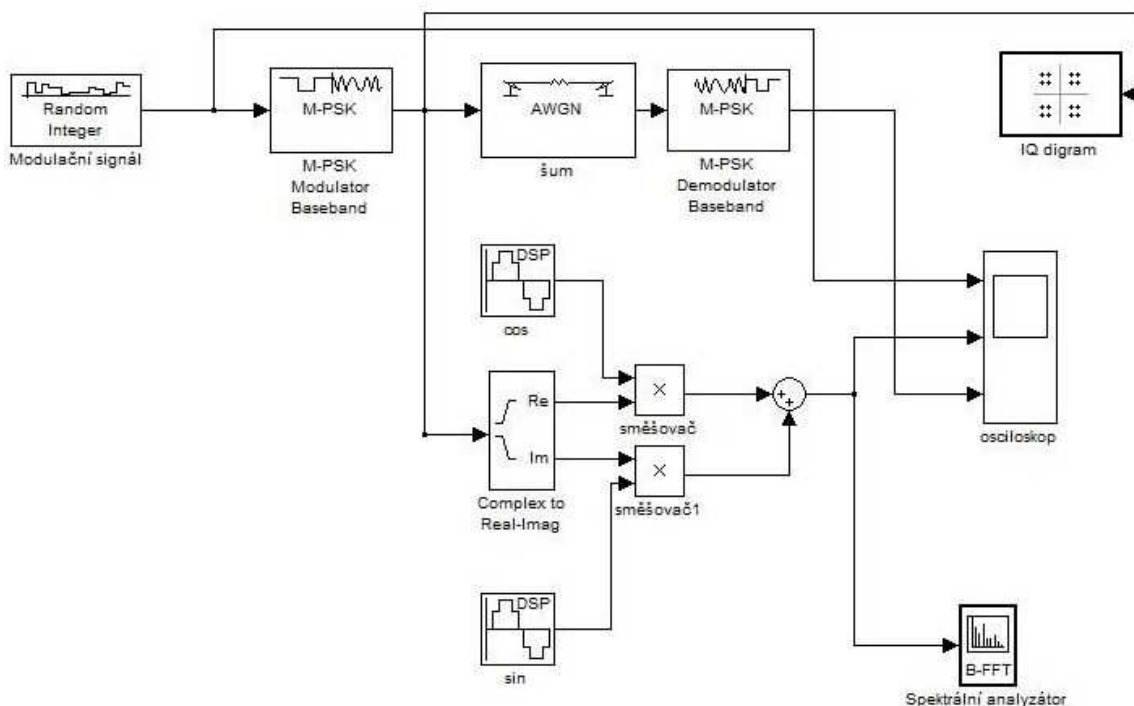 Random
Integer
Modulační signál
M-PSK
M-PSK
Modulator
Baseband
AWGN
šum
M-PSK
M-PSK
Demodulator
Baseband
IQ digram
DSP
cos
Re
Im
Complex to
Real-Imag
×
směšovač
×
směšovač1
+
+
osciloskop
DSP
sin
B-FFT
Spektrální analyzátor